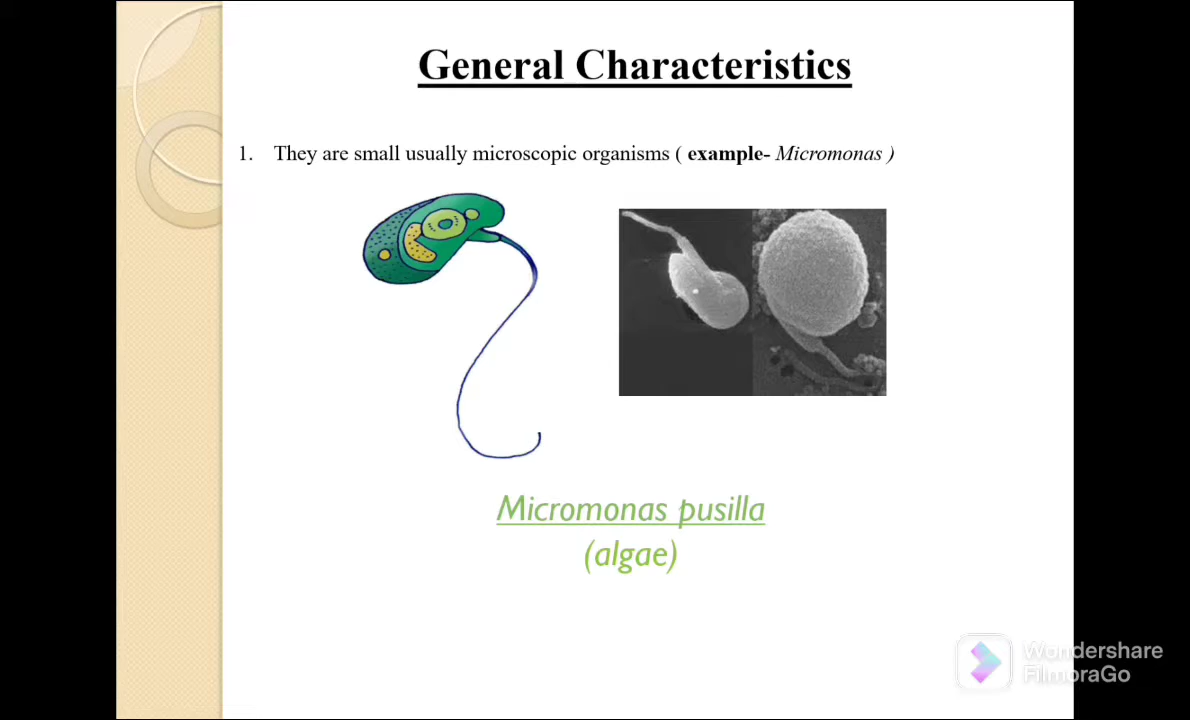 General Characteristics
1. They are small usually microscopic organisms ( example- Micromonas )
Micromonas pusilla
(algae)
Wondershare
FilmoraGo